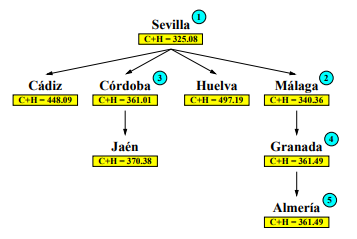 Sevilla 1
C+H = 325.08
Cádiz Córdoba 3 Huelva Málaga 2
C+H = 448.09 C+H = 361.01 C+H = 497.19 C+H = 340.36
Jaén Granada 4
C+H = 370.38 C+H = 361.49
Almería 5
C+H = 361.49